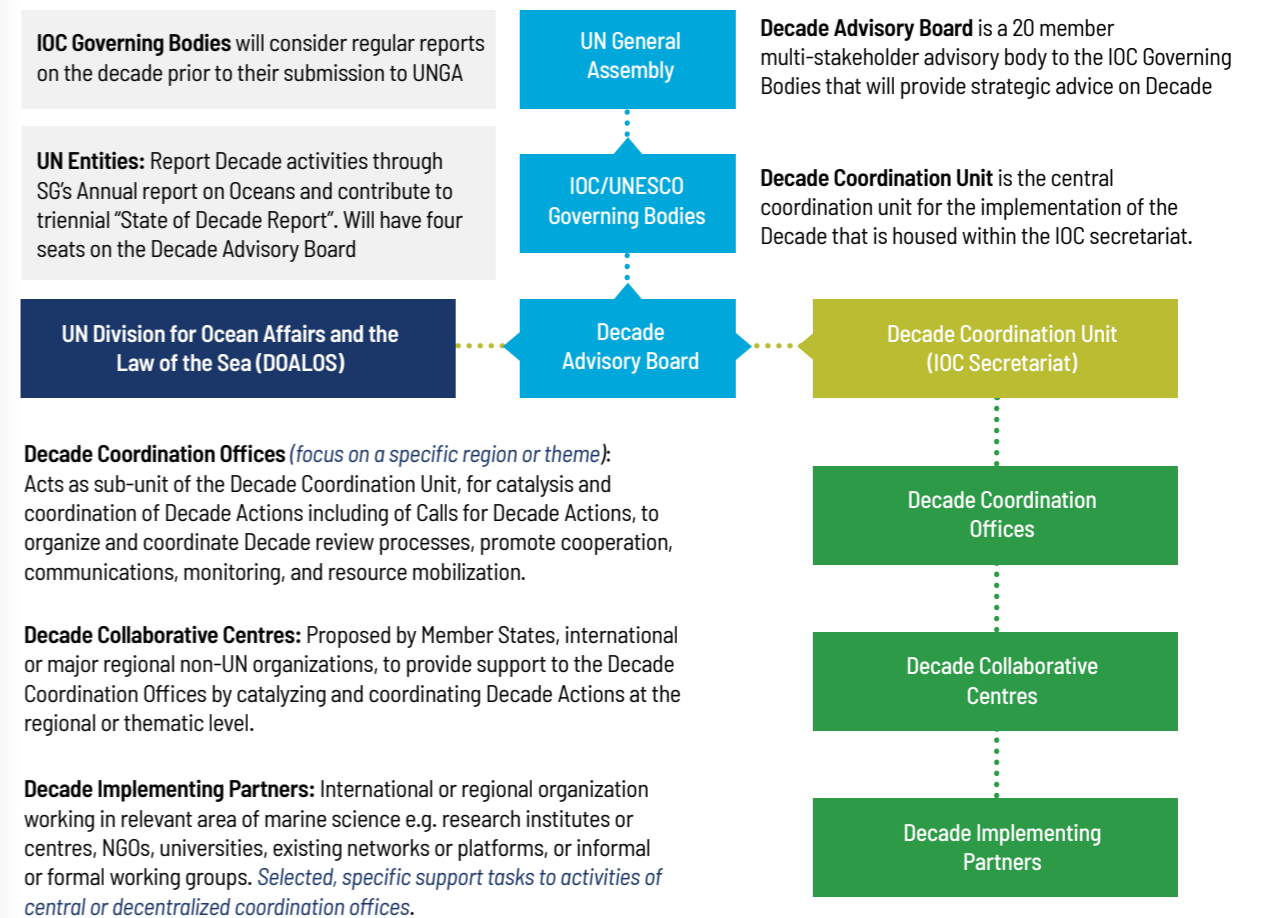 IOC Governing Bodies will consider regular reports
on the decade prior to their submission to UNGA
UN General
Assembly
Decade Advisory Board is a 20 member
multi-stakeholder advisory body to the IOC Governing
Bodies that will provide strategic advice on Decade
UN Entities: Report Decade activities through
SG's Annual report on Oceans and contribute to
triennial “State of Decade Report”. Will have four
seats on the Decade Advisory Board
IOC/UNESCO
Governing Bodies
Decade Coordination Unit is the central
coordination unit for the implementation of the
Decade that is housed within the IOC secretariat.
UN Division for Ocean Affairs and the
Law of the Sea (DOALOS)
Decade
Advisory Board
Decade Coordination Unit
(IOC Secretariat)
Decade Coordination Offices (focus on a specific region or theme):
Acts as sub-unit of the Decade Coordination Unit, for catalysis and
coordination of Decade Actions including of Calls for Decade Actions, to
organize and coordinate Decade review processes, promote cooperation,
communications, monitoring, and resource mobilization.
Decade Coordination
Offices
Decade Collaborative Centres: Proposed by Member States, international
or major regional non-UN organizations, to provide support to the Decade
Coordination Offices by catalyzing and coordinating Decade Actions at the
regional or thematic level.
Decade Collaborative
Centres
Decade Implementing Partners: International or regional organization
working in relevant area of marine science e.g. research institutes or
centres, NGOs, universities, existing networks or platforms, or informal
or formal working groups. Selected, specific support tasks to activities of
central or decentralized coordination offices.
Decade Implementing
Partners